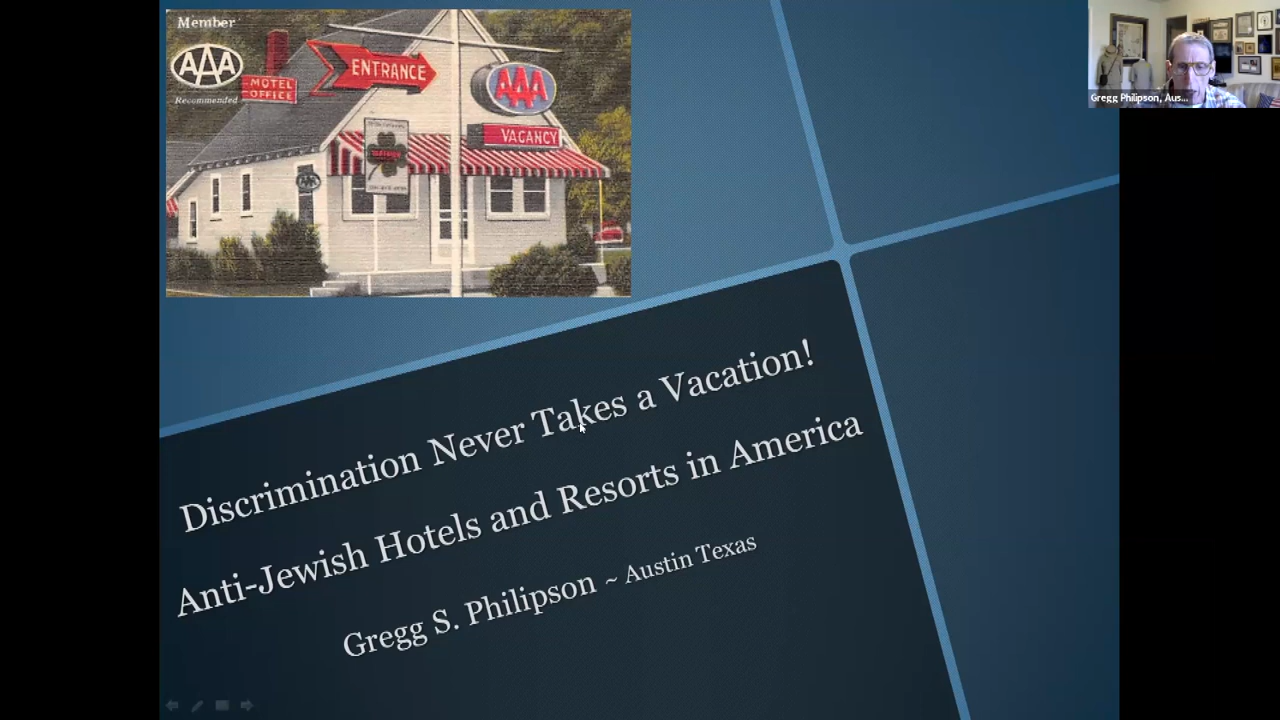 Member
AAA
Recommended
MOTEL
OFFICE
ENTRANCE
AAA
VACANCY
AAA
Gregg Philipson, Aus...
Discrimination Never Takes a Vacation!
Anti-Jewish Hotels and Resorts in America
Gregg S. Philipson ~ Austin Texas